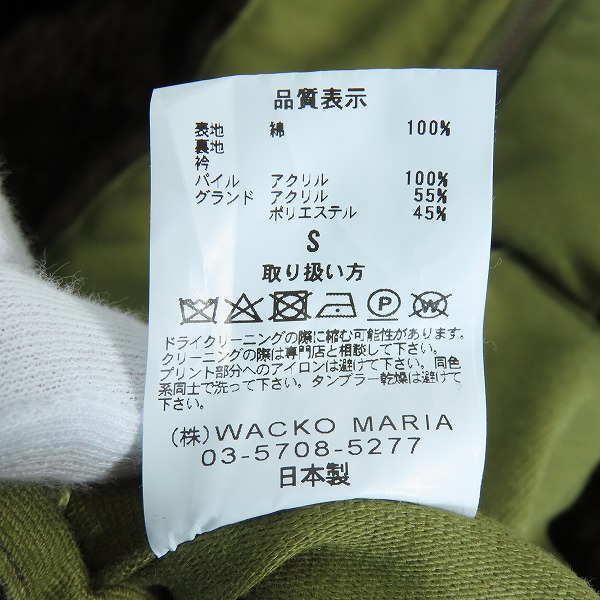 品質表示
表地 綿 100%
裏地
衿
パイル アクリル 100%
グランド アクリル 55%
ポリエステル 45%
S
取り扱い方
P W
ドライクリーニングの際に縮む可能性があります。
クリーニングの際は専門店と相談して下さい。
プリント部分へのアイロンは避けて下さい。同色
系同士で洗って下さい。タンブラー乾燥は避けて
下さい。
(株)WACKO MARIA
03-5708-5277
日本製